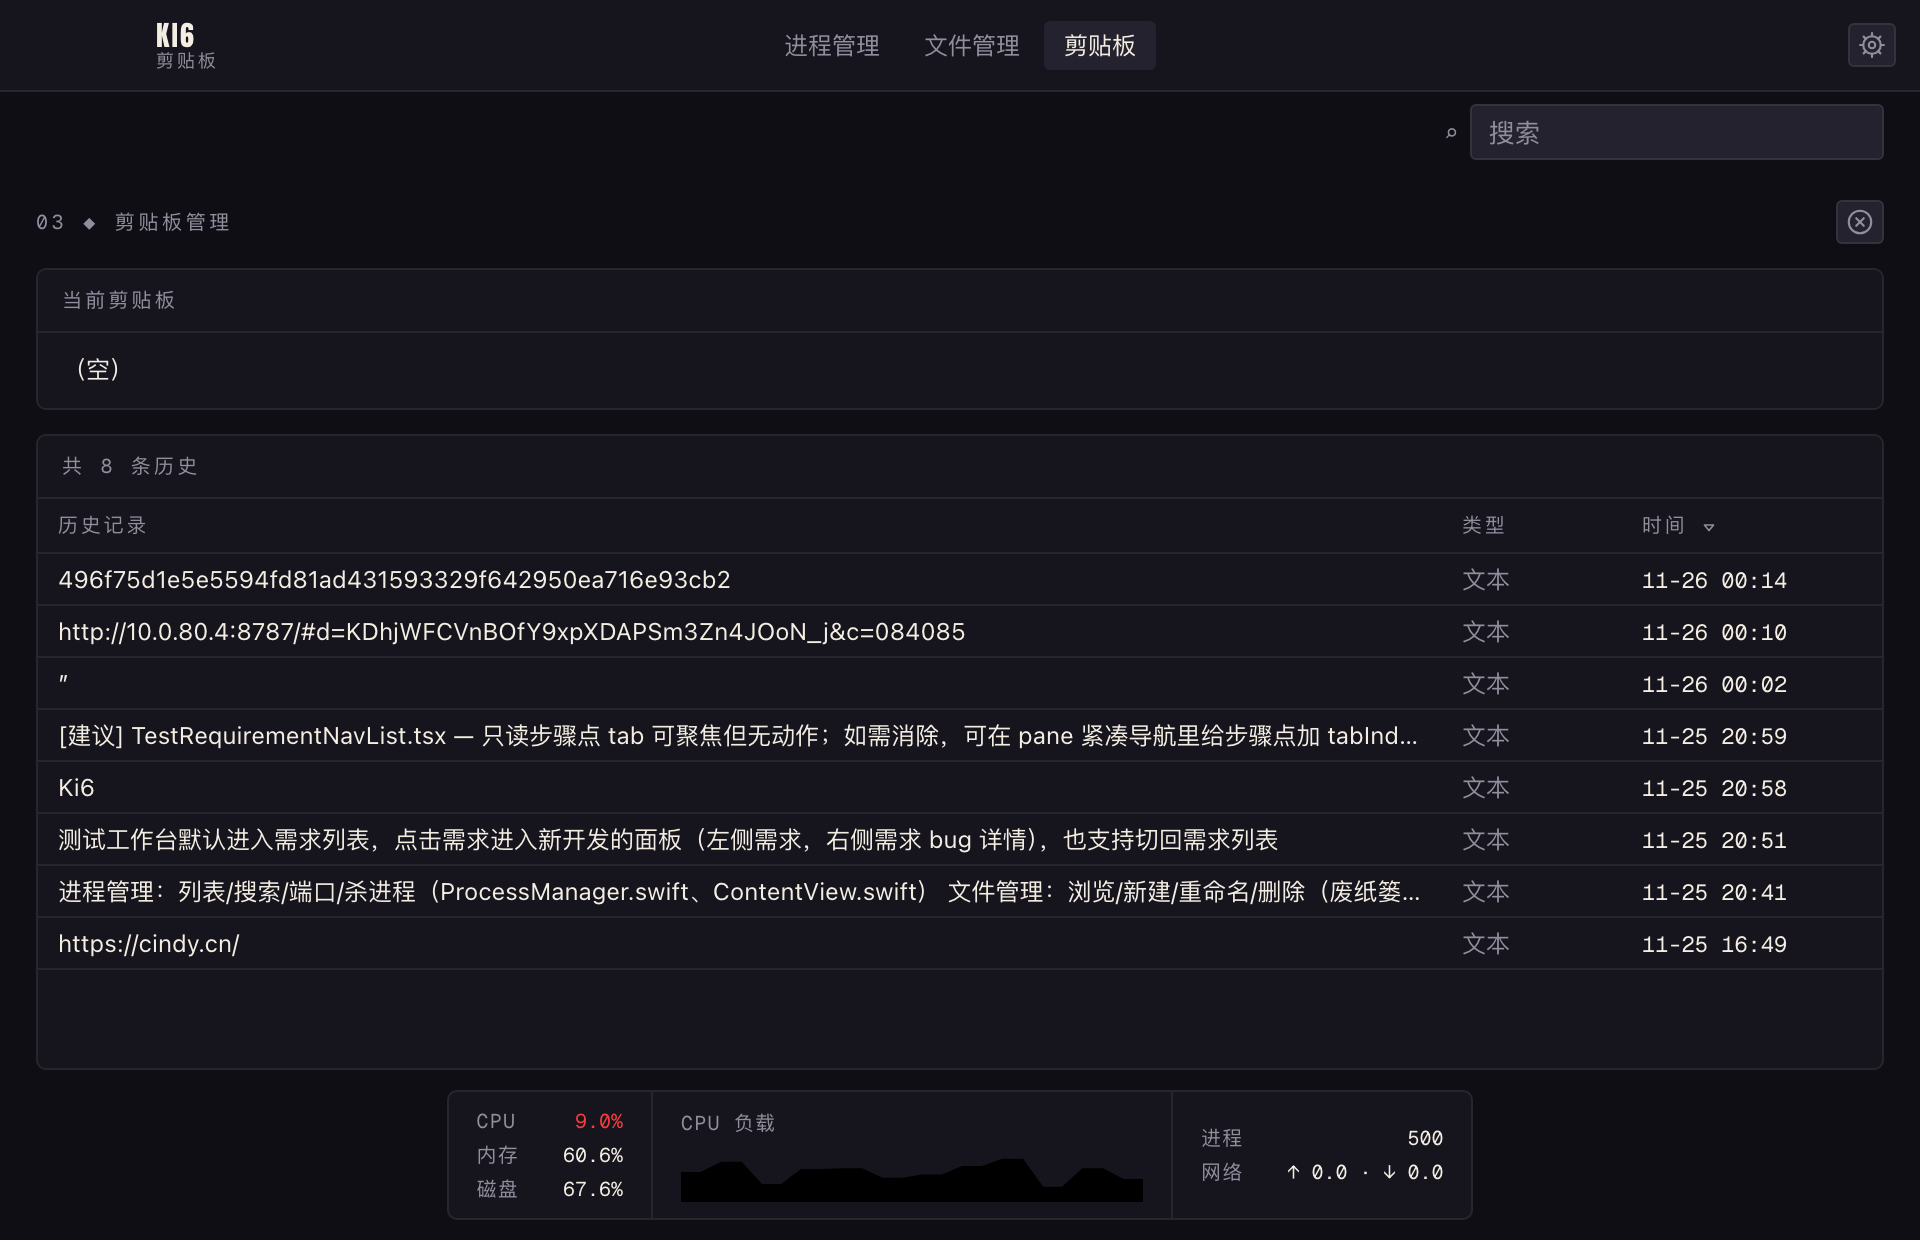 KI6
剪贴板
进程管理 文件管理 剪贴板
搜索
03 ◆ 剪贴板管理
当前剪贴板
（空）
共 8 条历史
历史记录 类型 时间
496f75d1e5e5594fd81ad431593329f642950ea716e93cb2 文本 11-26 00:14
http://10.0.80.4:8787/#d=KDhjWFCVnBOfY9xpXDAPSm3Zn4JOoN_j&c=084085 文本 11-26 00:10
" 文本 11-26 00:02
[建议] TestRequirementNavList.tsx — 只读步骤点 tab 可聚焦但无动作；如需消除，可在 pane 紧凑导航里给步骤点加 tabInd... 文本 11-25 20:59
Ki6 文本 11-25 20:58
测试工作台默认进入需求列表，点击需求进入新开发的面板（左侧需求，右侧需求 bug 详情），也支持切回需求列表 文本 11-25 20:51
进程管理：列表/搜索/端口/杀进程（ProcessManager.swift、ContentView.swift） 文件管理：浏览/新建/重命名/删除（废纸篓... 文本 11-25 20:41
https://cindy.cn/ 文本 11-25 16:49
CPU 9.0%
内存 60.6%
磁盘 67.6%
CPU 负载
进程 500
网络 ↑ 0.0 · ↓ 0.0